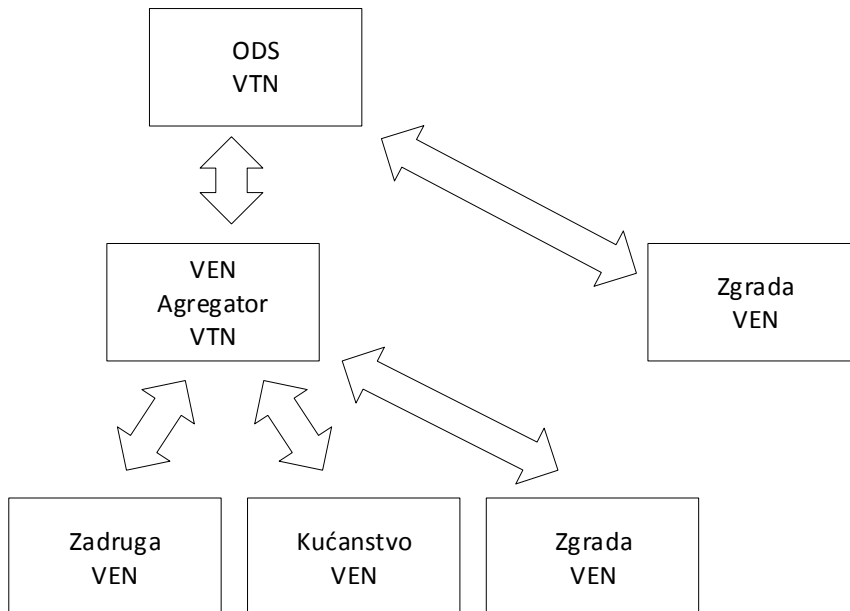 ODS
VTN
VEN
Agregator
VTN
Zgrada
VEN
Zadruga
VEN
Kućanstvo
VEN
Zgrada
VEN